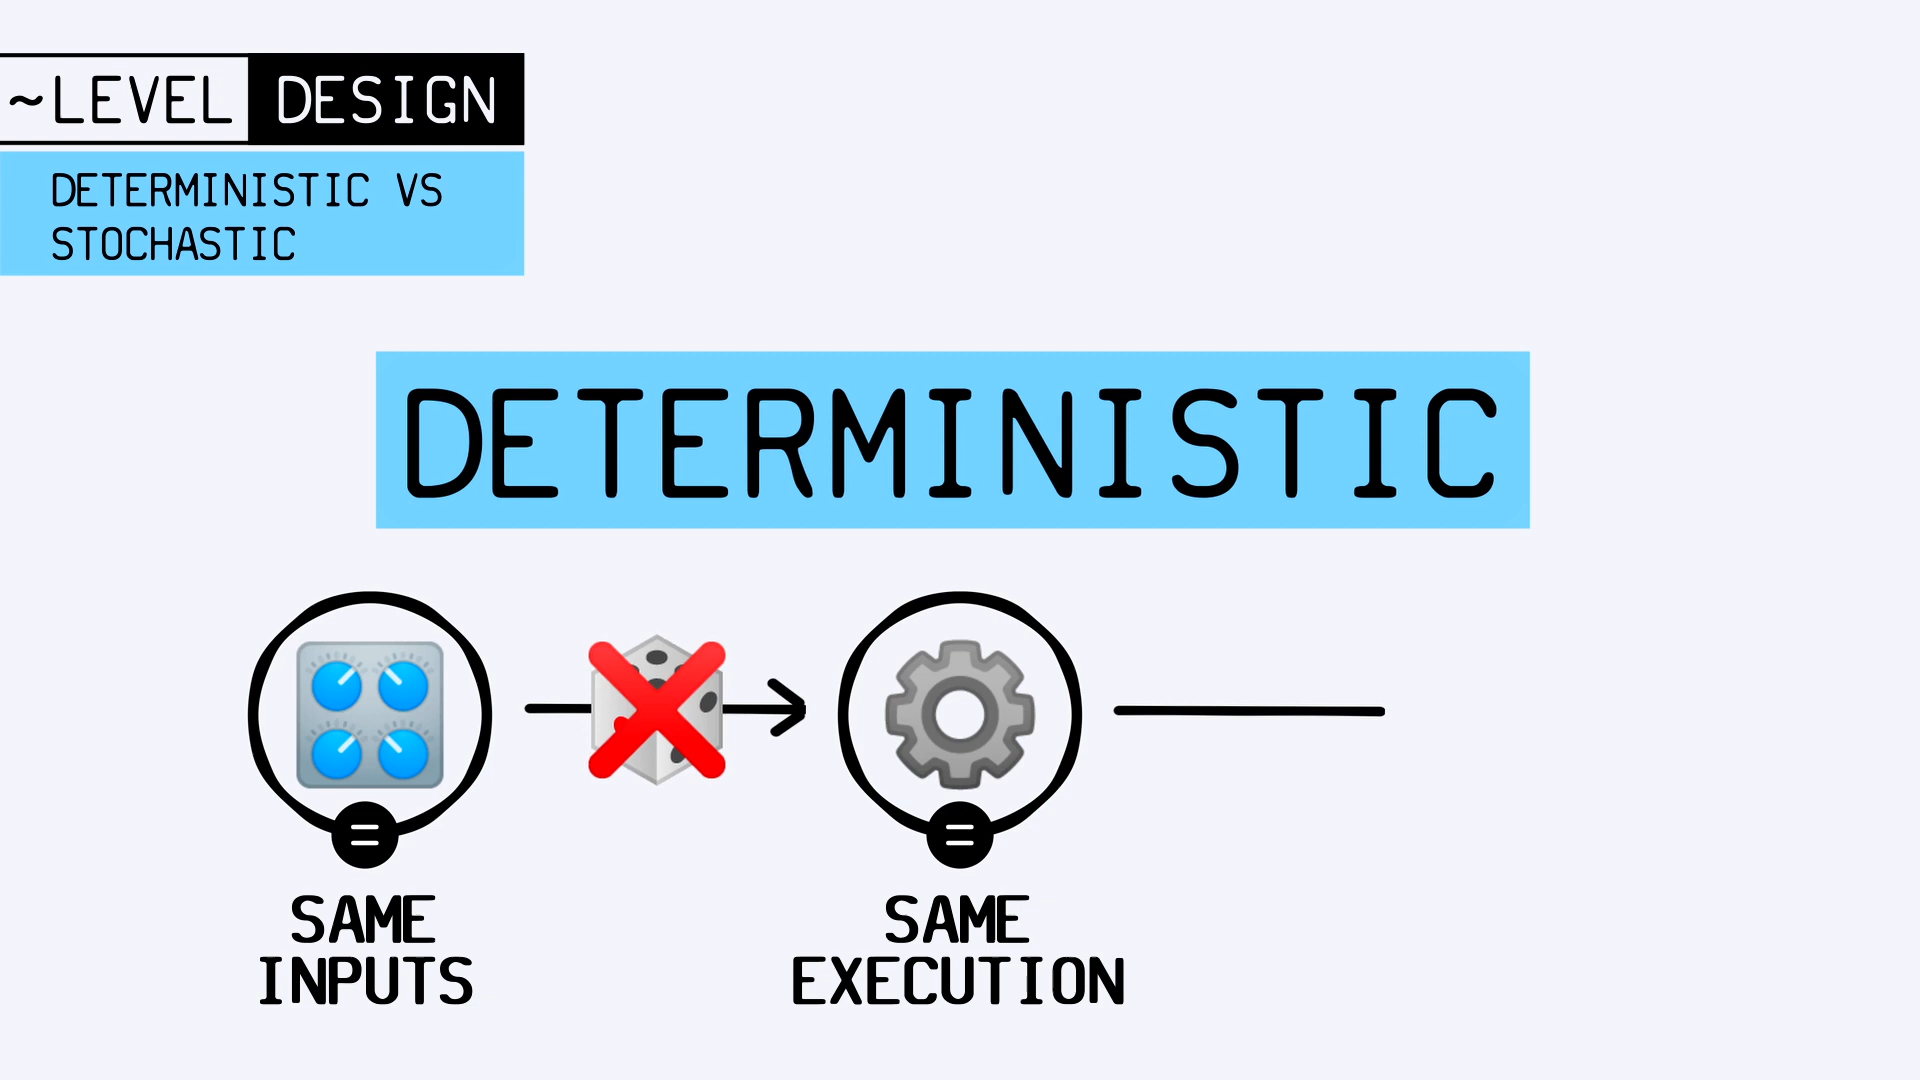 ~LEVEL DESIGN
DETERMINISTIC VS
STOCHASTIC
DETERMINISTIC
=
=
SAME
INPUTS
SAME
EXECUTION